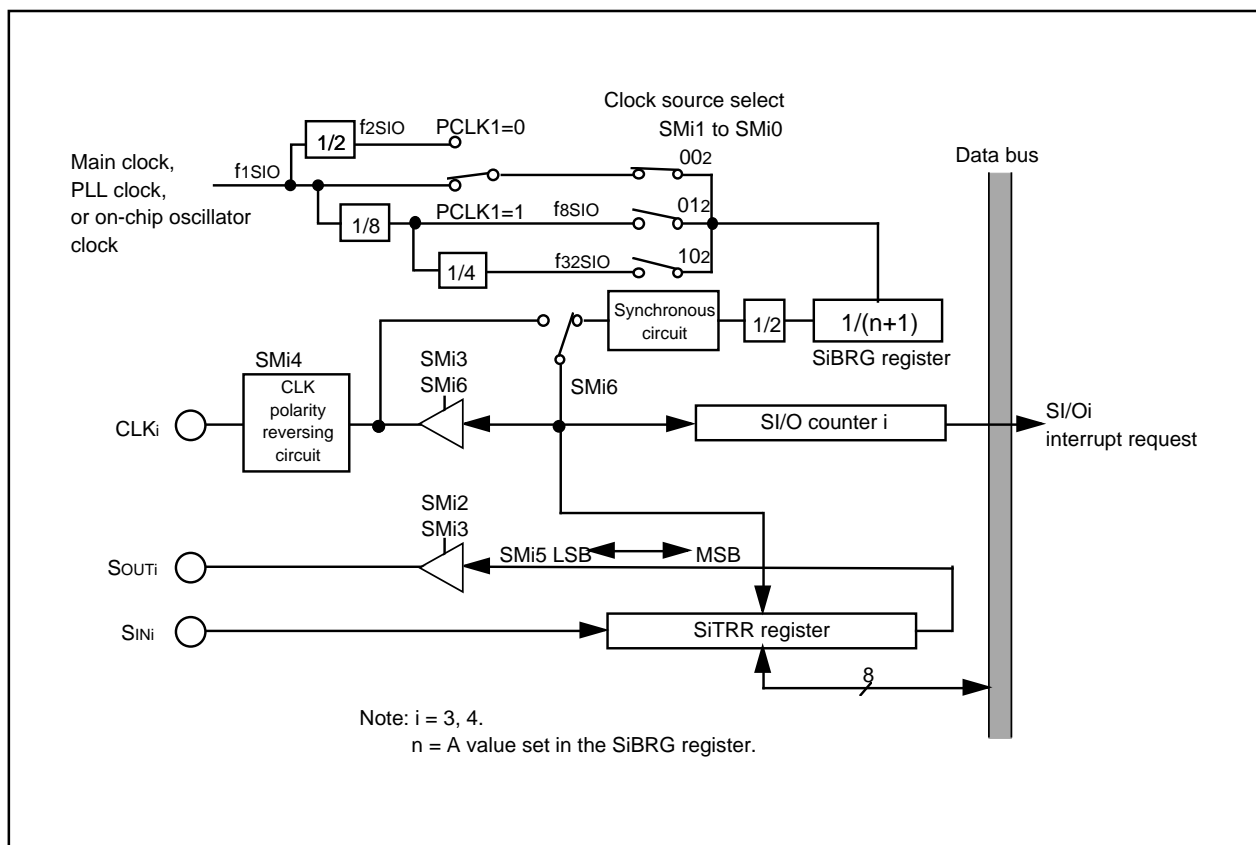 Clock source select
SMi1 to SMi0
f2SIO
PCLK1=0
1/2
Main clock,
PLL clock,
or on-chip oscillator
clock
f1SIO
002
Data bus
1/8
PCLK1=1
f8SIO
012
1/4
f32SIO
102
Synchronous
circuit
1/2
1/(n+1)
SiBRG register
SMi4
SMi3
SMi6
SMi6
CLKi
CLK
polarity
reversing
circuit
SI/O counter i
SI/Oi
interrupt request
SMi2
SMi3
SMi5 LSB
MSB
SOUTi
SINi
SiTRR register
8
Note: i = 3, 4.
n = A value set in the SiBRG register.